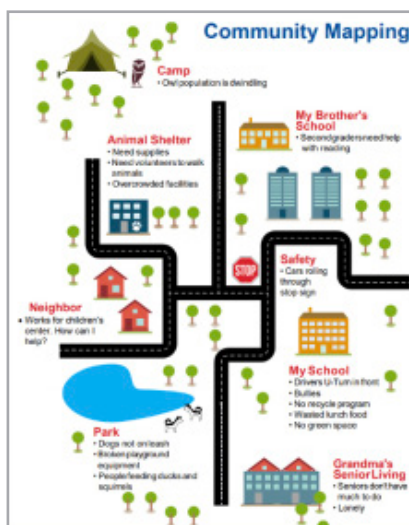 Community Mapping
Camp
• Owl population is dwindling
My Brother's
School
• Second graders need help
with reading
Animal Shelter
• Need supplies
• Need volunteers to walk
animals
• Overcrowded facilities
STOP
Safety
• Cars rolling
through
stop sign
Neighbor
• Works for children's
center. How can I
help?
My School
• Drivers U-Turn in front
• Bullies
• No recycle program
• Wasted lunch food
• No green space
Park
• Dogs not on leash
• Broken playground
equipment
• People feeding ducks and
squirrels
Grandma's
Senior Living
• Seniors don't have
much to do
• Lonely